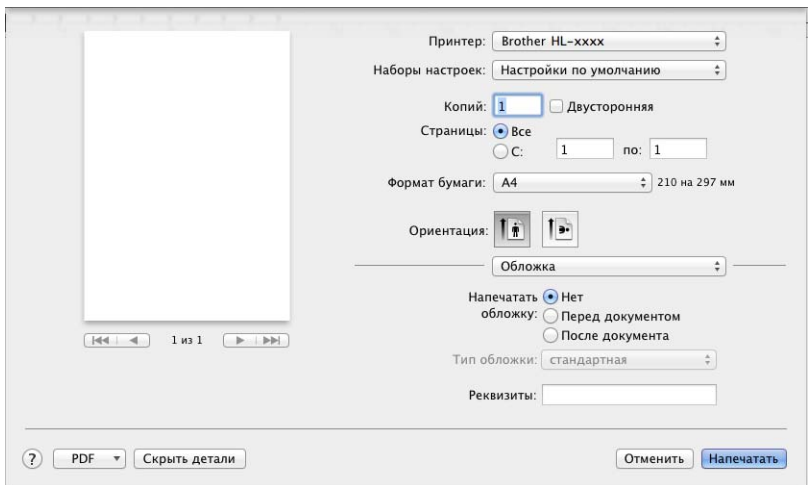 Принтер: Brother HL-xxxx
Наборы настроек: Настройки по умолчанию
Копий: 1 Двусторонняя
Страницы: Все
С: 1 по: 1
Формат бумаги: A4 210 на 297 мм
Ориентация:
Обложка
Напечатать обложку: Нет
Перед документом
После документа
Тип обложки: стандартная
Реквизиты:
1 из 1
? PDF Скрыть детали Отменить Напечатать